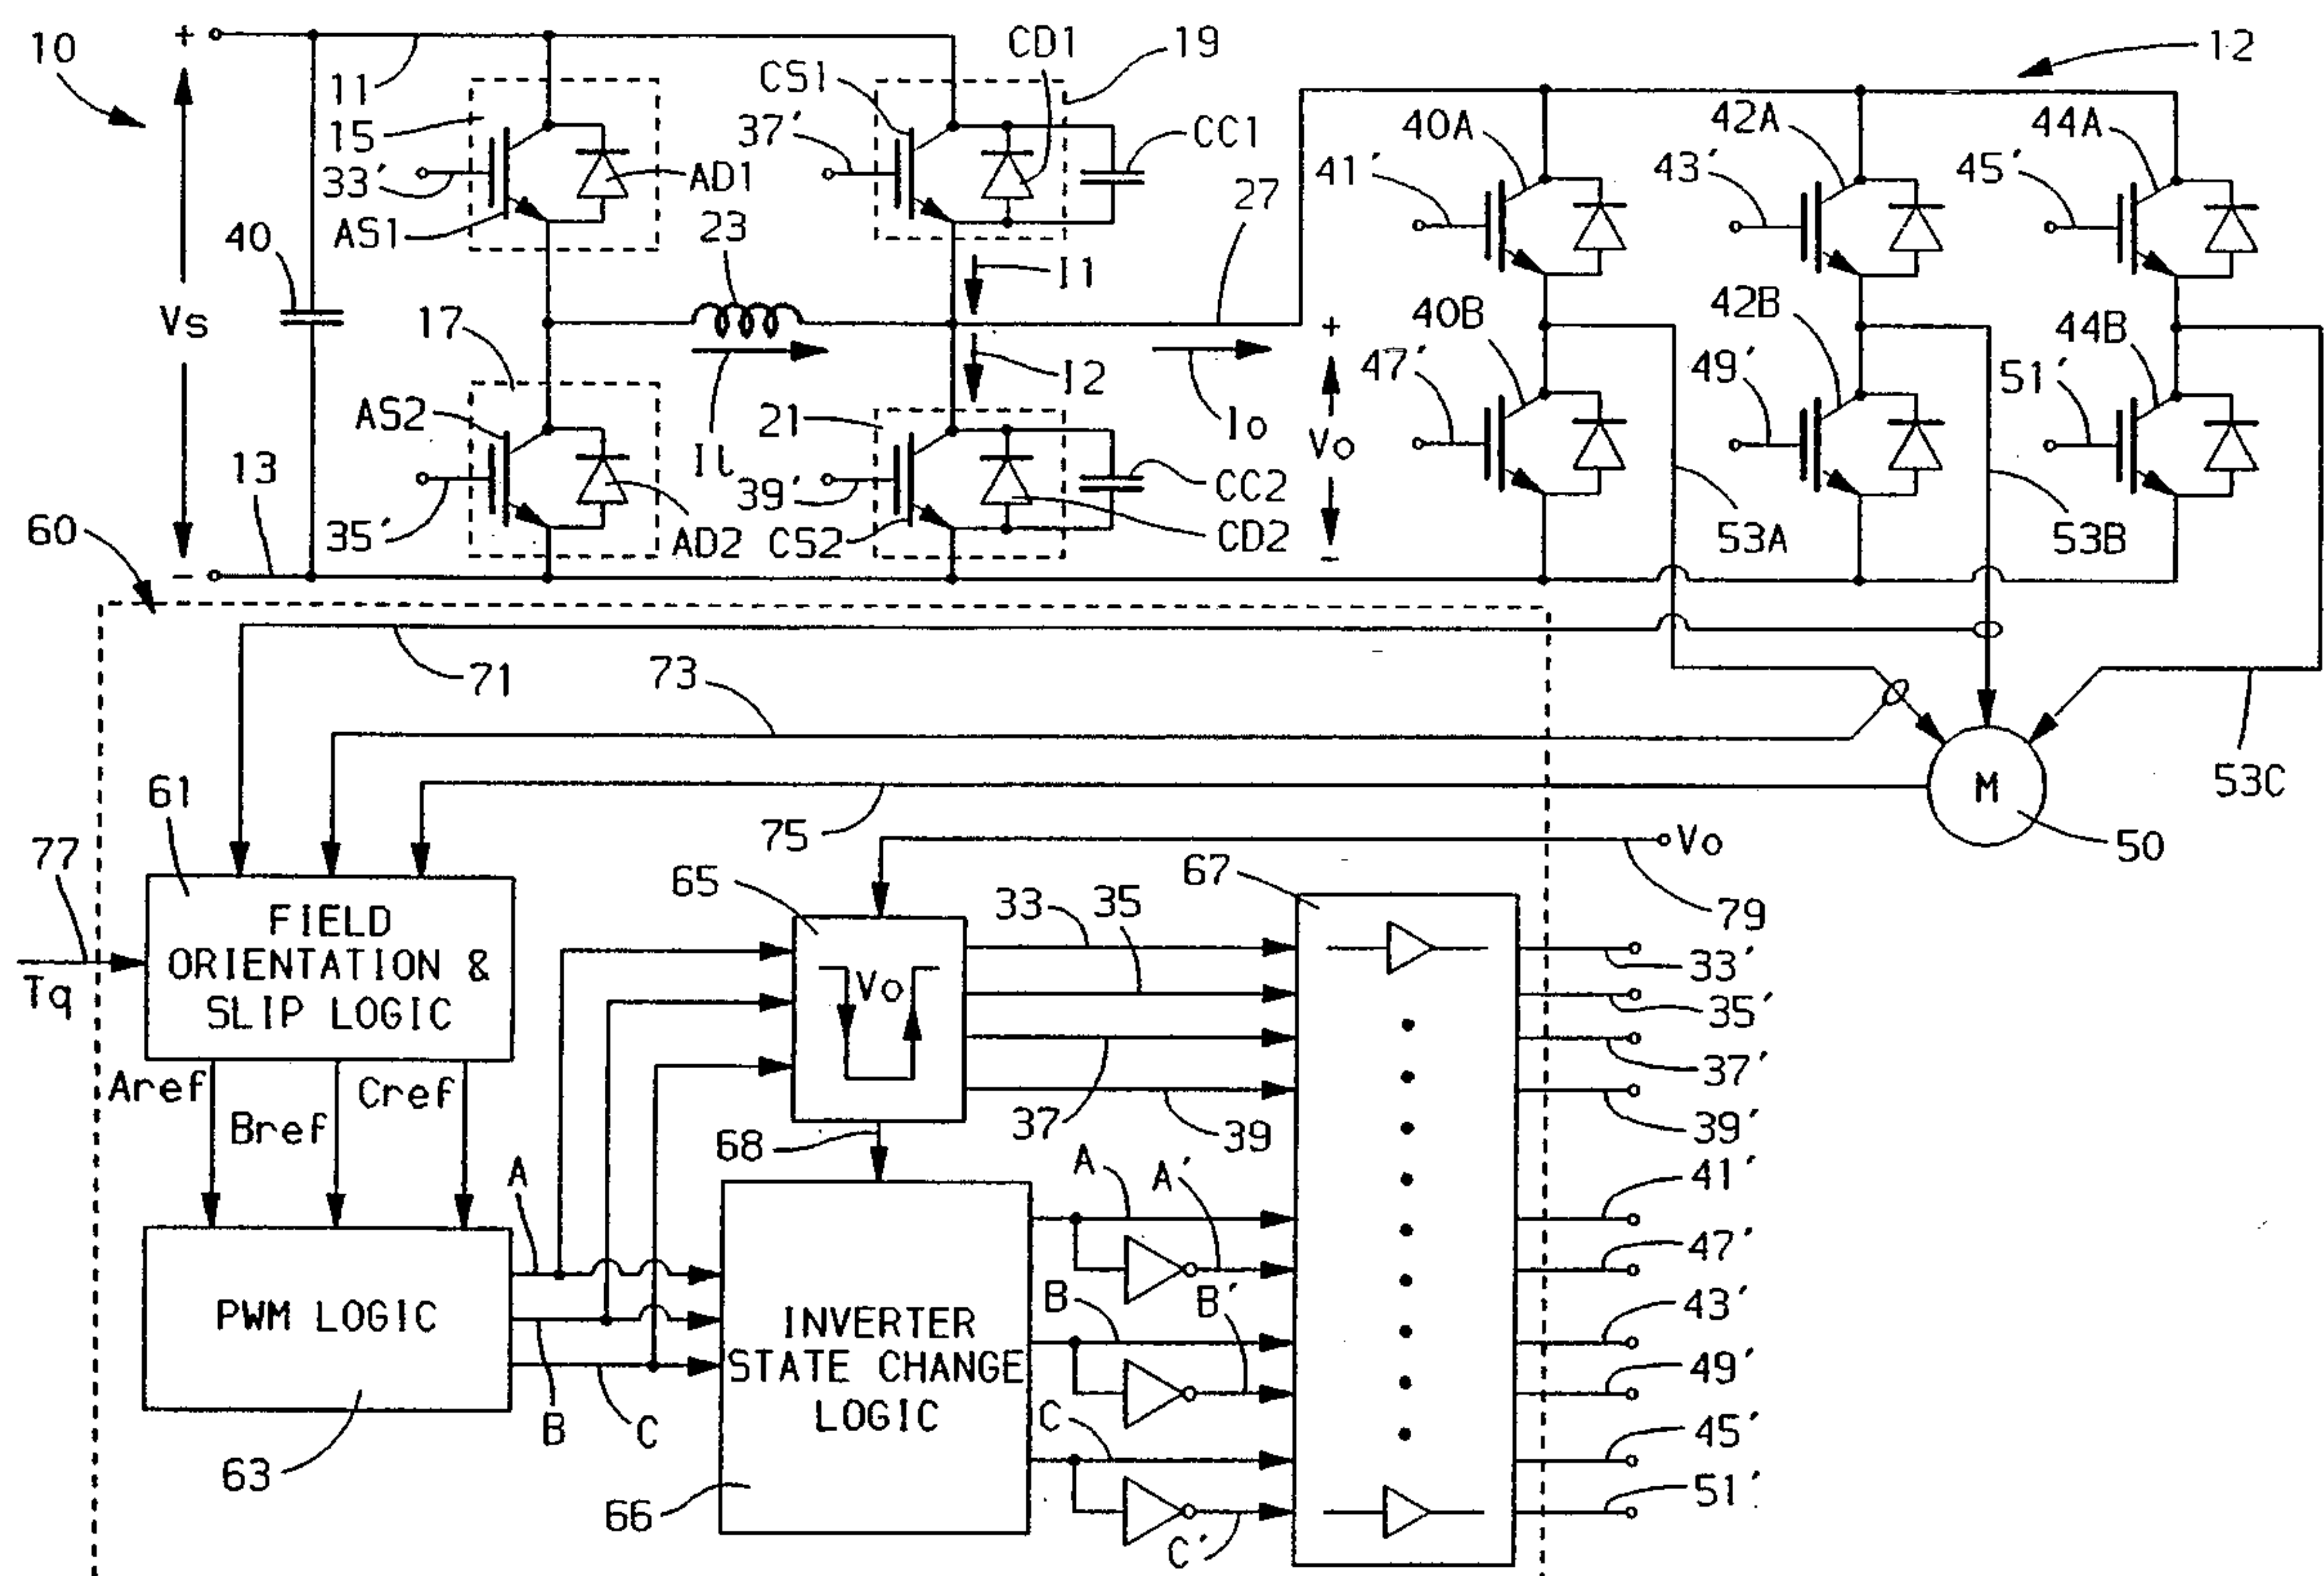 10
+
11
15
33′
AS1
AD1
40
Vs
23
CS1
37′
CD1
19
CC1
I1
27
12
40A
42A
44A
41′
43′
45′
17
AS2
Il
I2
Io
+
Vo
-
40B
42B
44B
47′
49′
51′
13
35′
AD2
21
39′
CS2
CC2
CD2
53A
53B
60
-
71
73
75
M
50
53C
77
Tq
61
FIELD
ORIENTATION &
SLIP LOGIC
Aref
Bref
Cref
65
Vo
67
Vo
79
33
35
37
39
68
33′
35′
37′
39′
PWM LOGIC
63
A
B
C
INVERTER
STATE CHANGE
LOGIC
66
A
A′
B
B′
C
C′
41′
47′
43′
49′
45′
51′